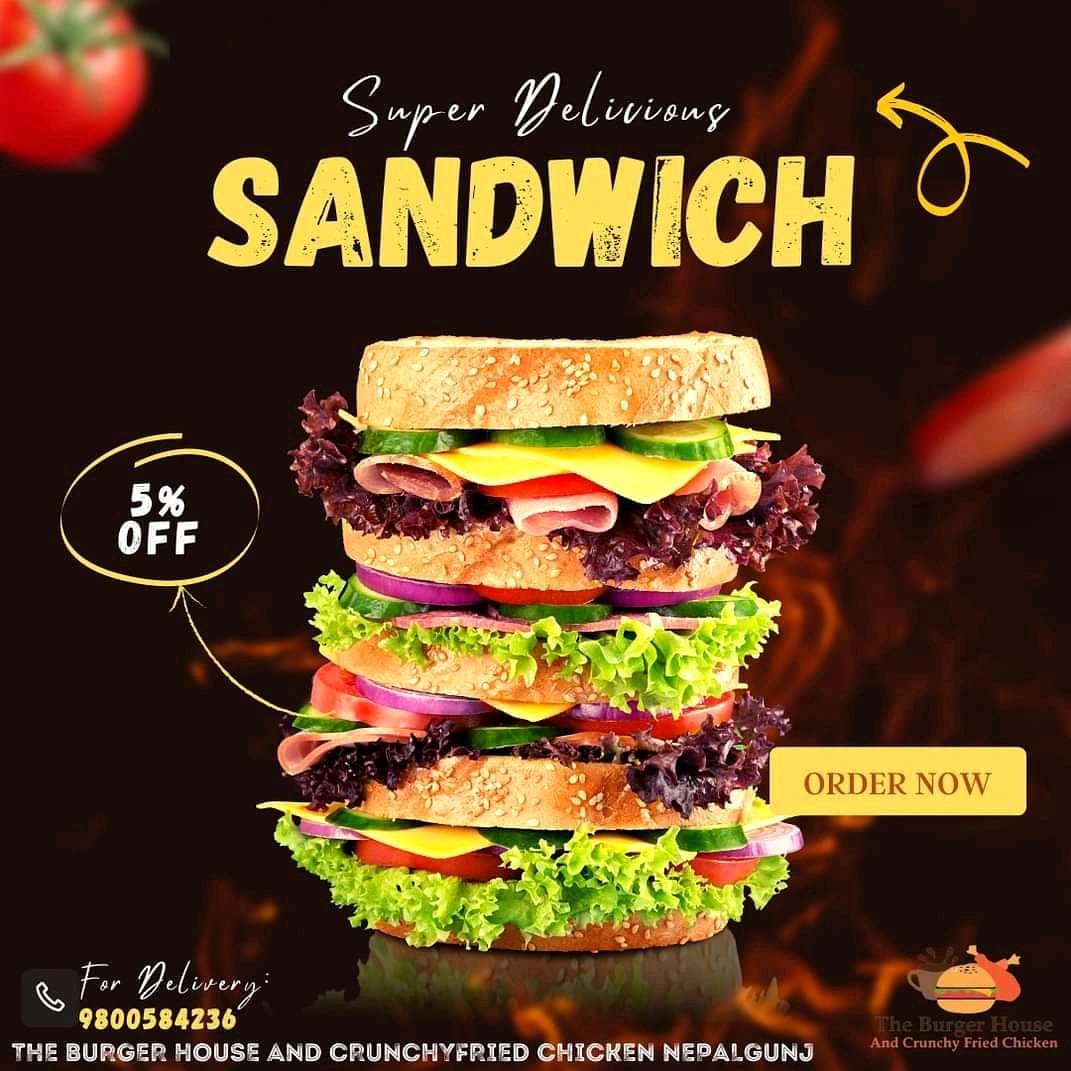 Super Delicious
SANDWICH
5%
OFF
ORDER NOW
For Delivery:
9800584236
THE BURGER HOUSE AND CRUNCHYFRIED CHICKEN NEPALGUNJ
The Burger House
And Crunchy Fried Chicken